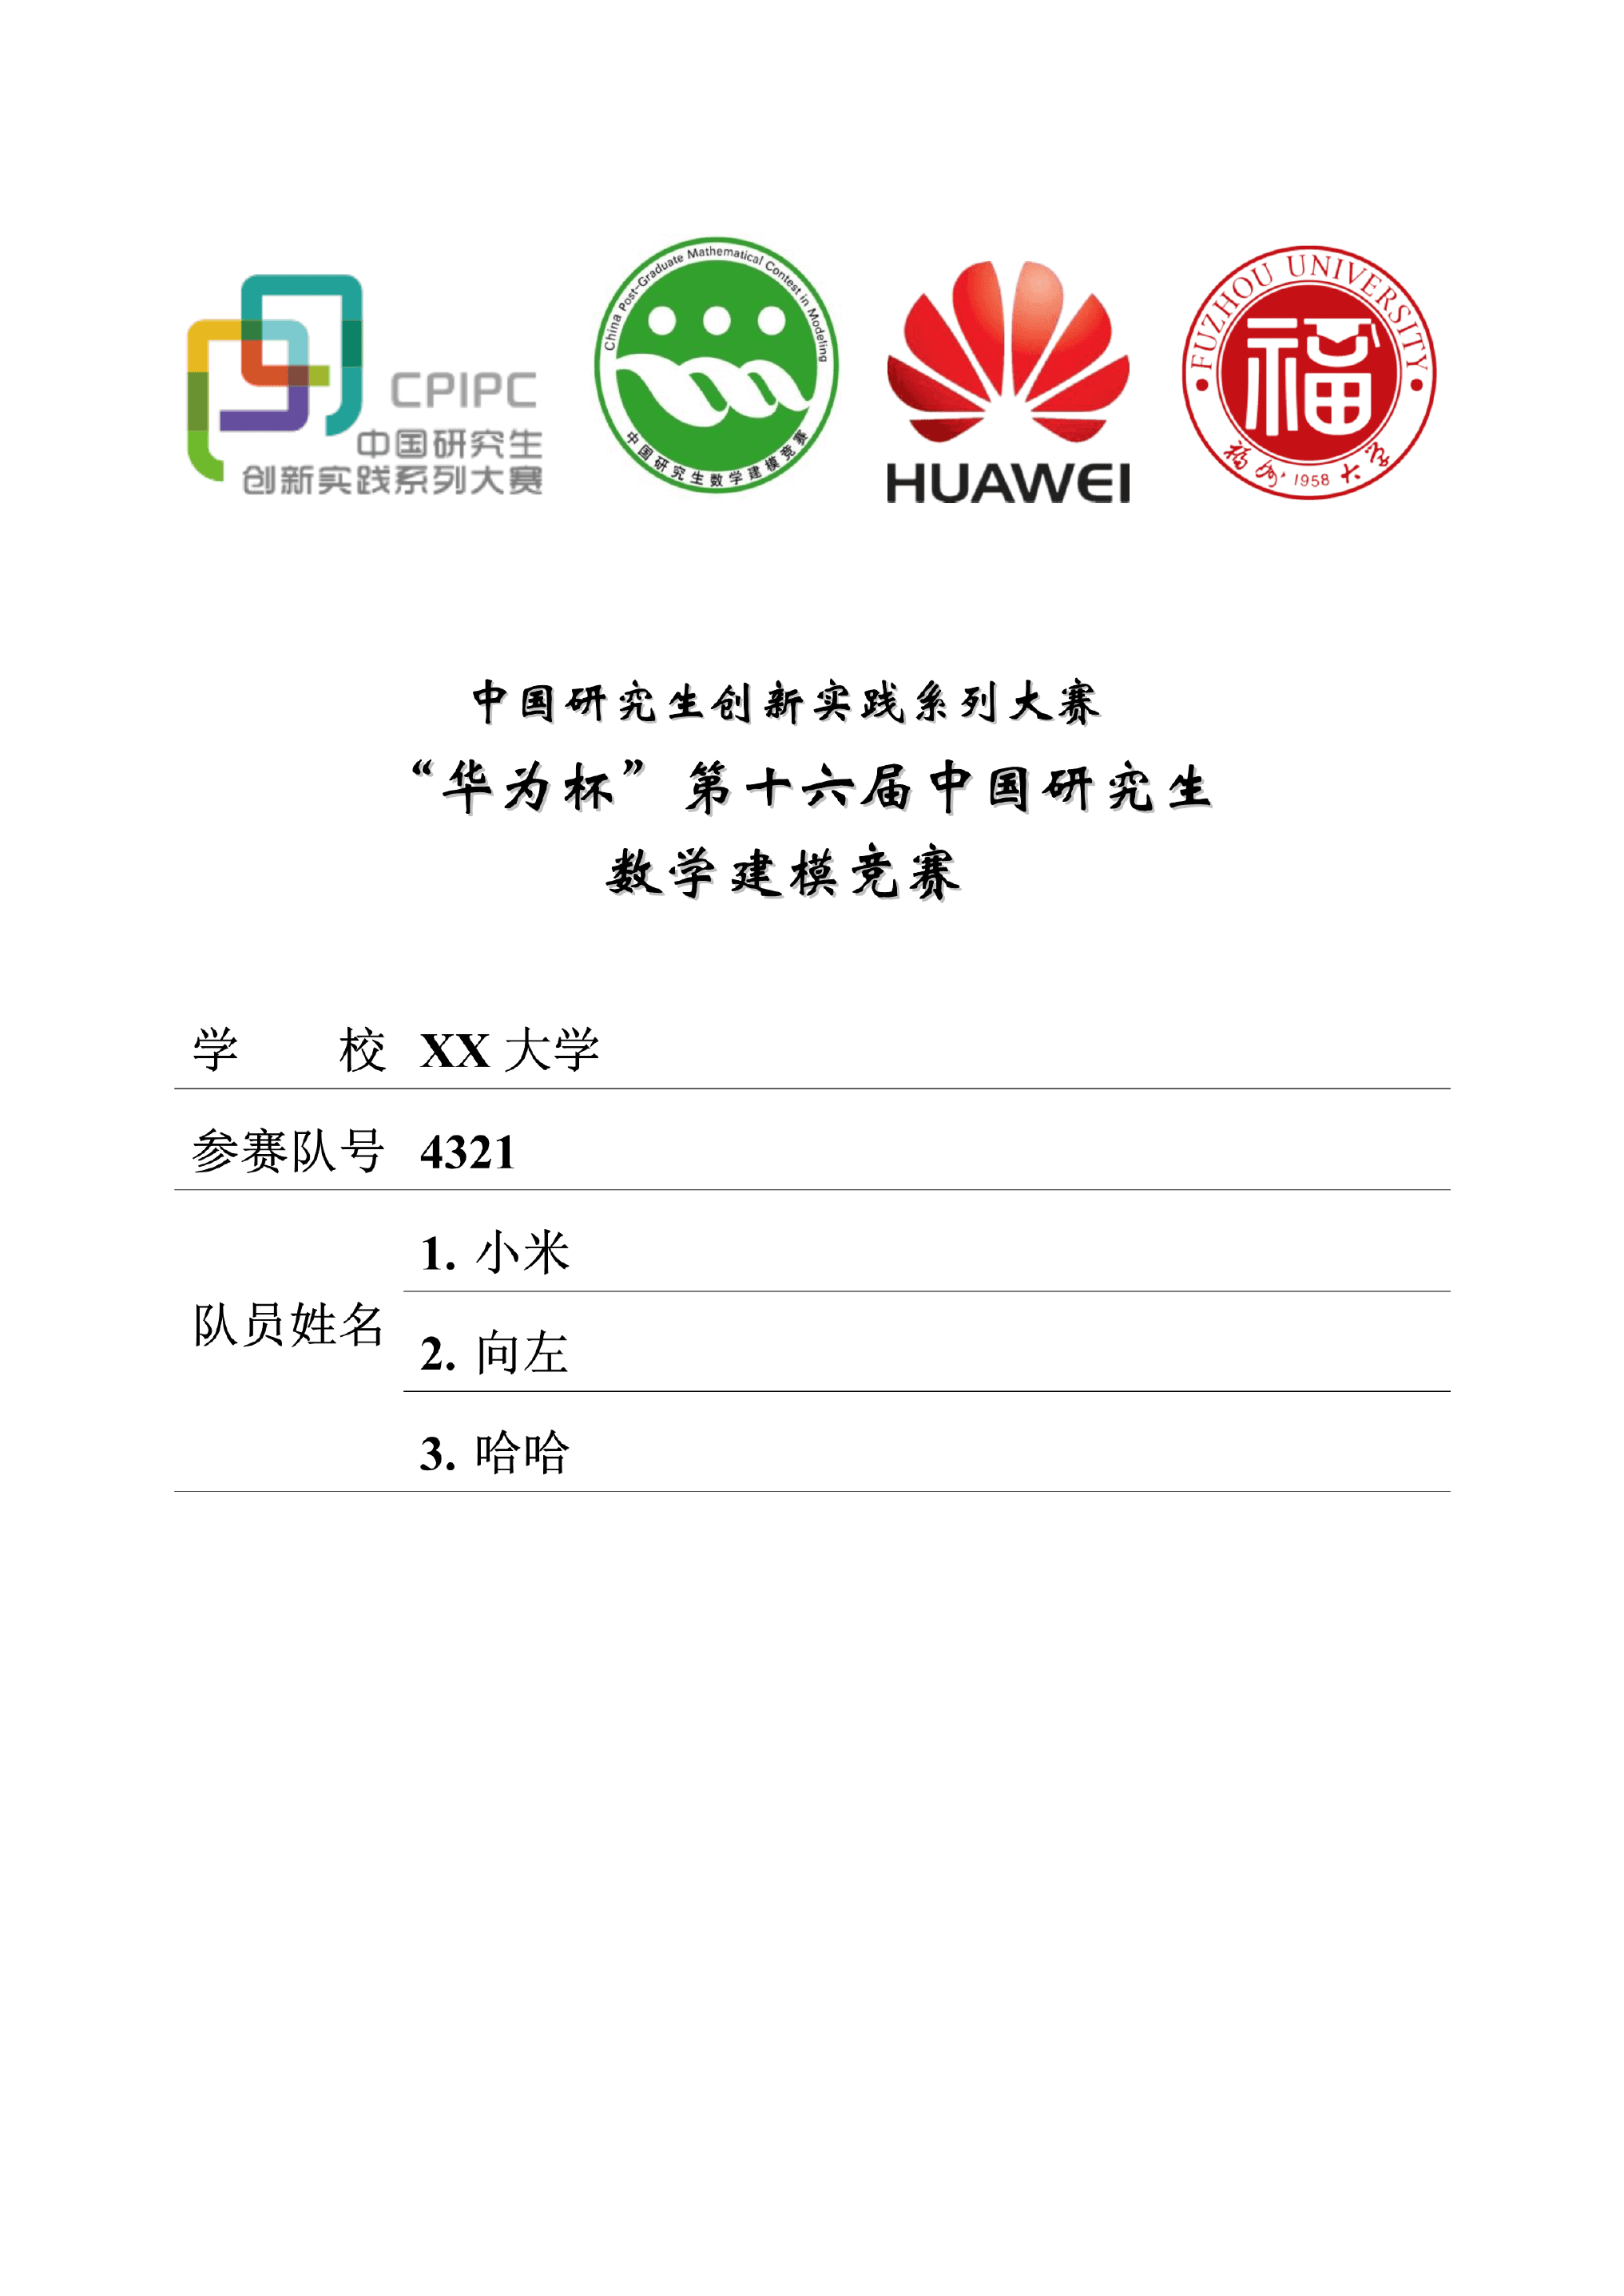 CPIPC
中国研究生
创新实践系列大赛
China Post-Graduate Mathematical Contest in Modeling
中国研究生数学建模竞赛
HUAWEI
FUZHOU UNIVERSITY
福
福州大学
1958
中国研究生创新实践系列大赛
“华为杯”第十六届中国研究生
数学建模竞赛
学 校 XX 大学
参赛队号 4321
队员姓名
1. 小米
2. 向左
3. 哈哈